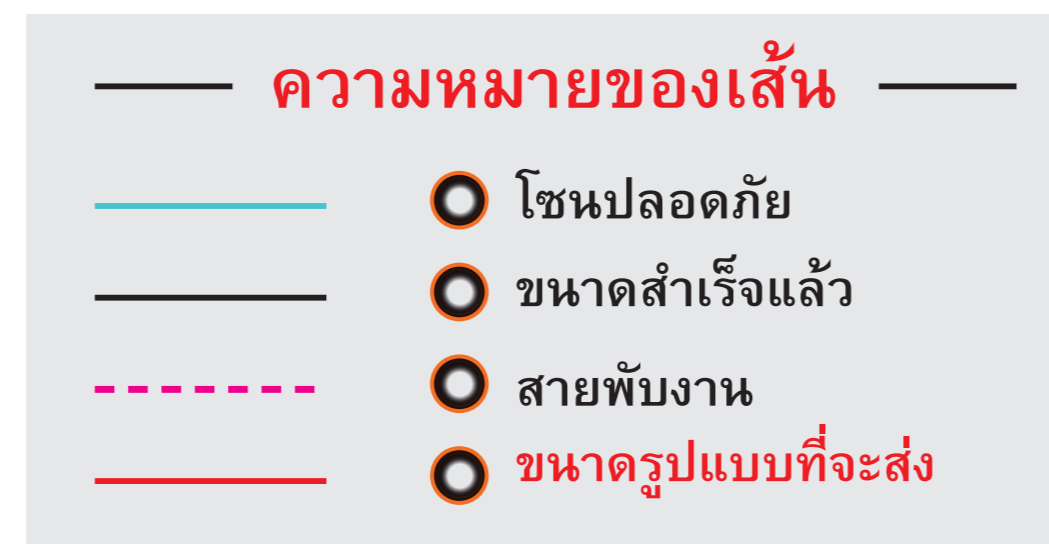 ความหมายของเส้น
โซนปลอดภัย
ขนาดสำเร็จแล้ว
สายพับงาน
ขนาดรูปแบบที่จะส่ง